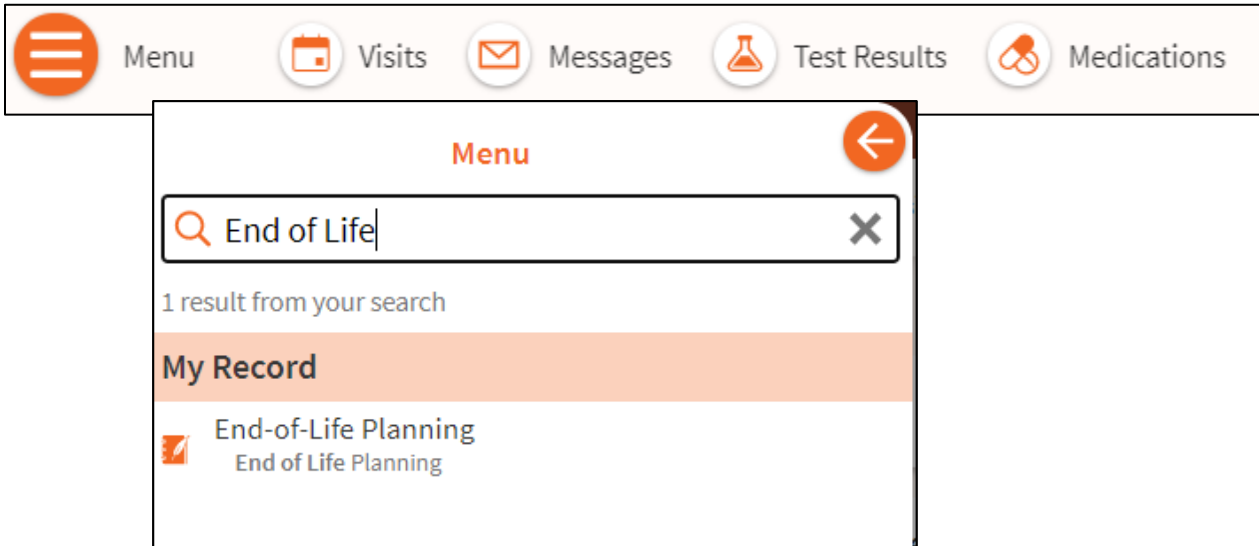 Menu Visits Messages Test Results Medications
Menu
End of Life
1 result from your search
My Record
End-of-Life Planning
End of Life Planning